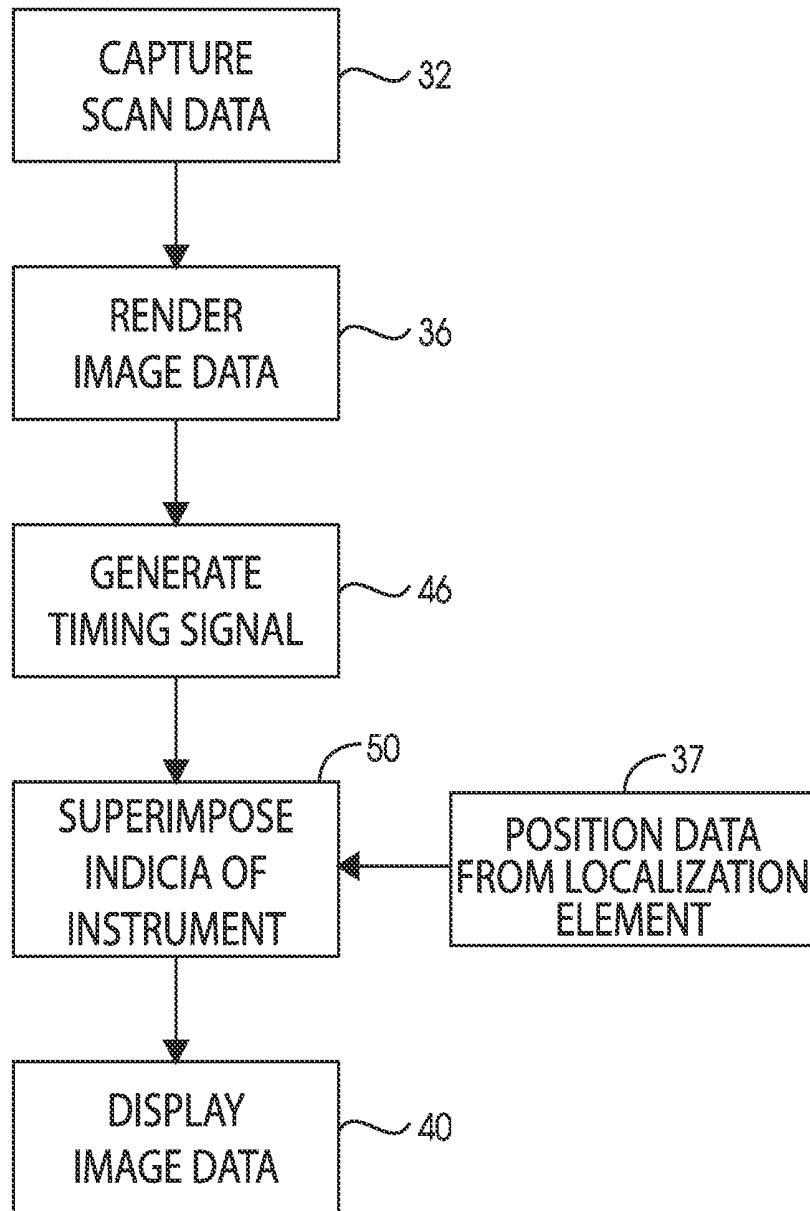 CAPTURE
SCAN DATA
32
RENDER
IMAGE DATA
36
GENERATE
TIMING SIGNAL
46
50
SUPERIMPOSE
INDICIA OF
INSTRUMENT
37
POSITION DATA
FROM LOCALIZATION
ELEMENT
DISPLAY
IMAGE DATA
40